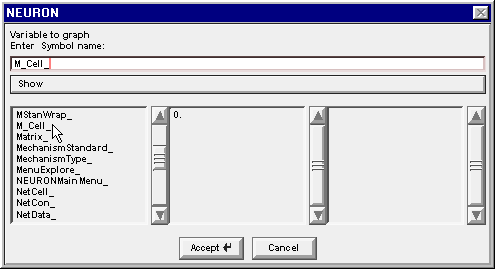 NEURON
Variable to graph
Enter Symbol name:
M_Cell_
Show
MStanWrap_
M_Cell_
Matrix_
MechanismStandard_
MechanismType_
MenuExplore_
NEURONMainMenu_
NetCell_
NetCon_
NetData_
0.
Accept
Cancel